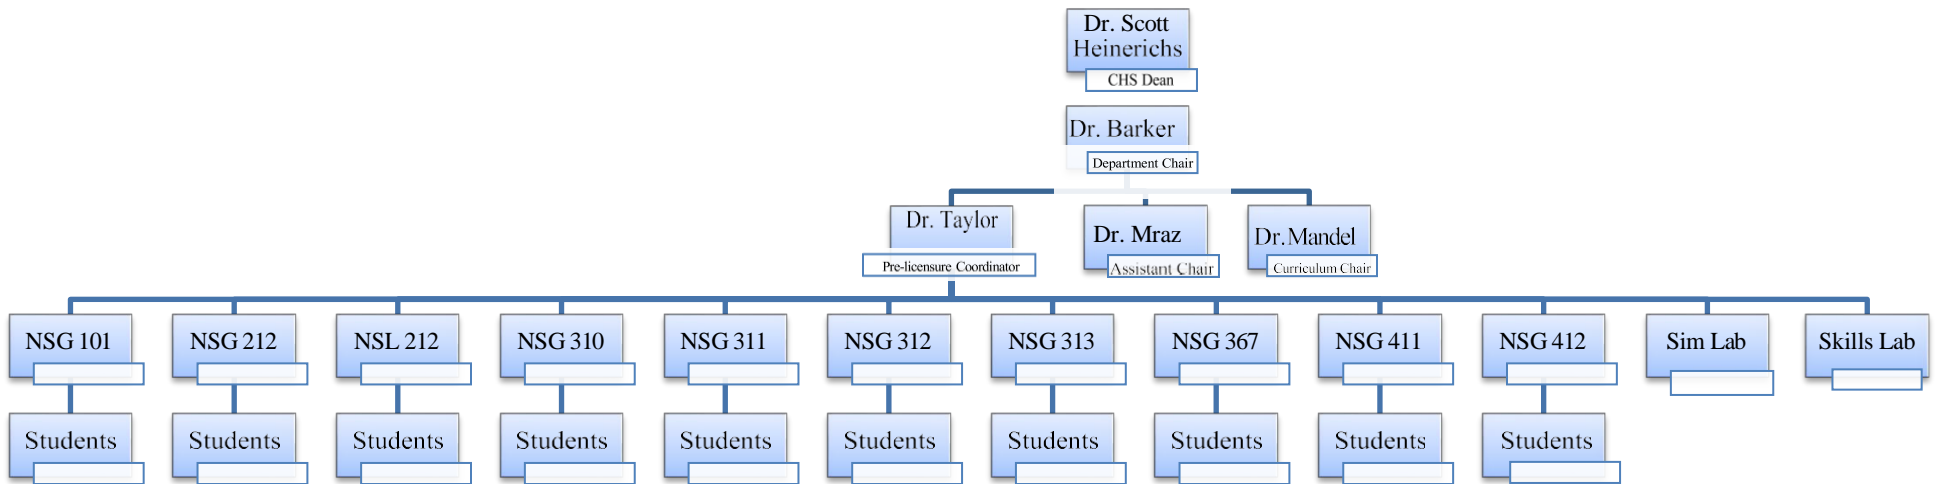 Dr. Scott
Heinerichs
CHS Dean
Dr. Barker
Department Chair
Dr. Taylor
Pre-licensure Coordinator
Dr. Mraz
Assistant Chair
Dr.Mandel
Curriculum Chair
NSG 101
NSG 212
NSL 212
NSG 310
NSG 311
NSG 312
NSG 313
NSG 367
NSG 411
NSG 412
Sim Lab
Skills Lab
Students
Students
Students
Students
Students
Students
Students
Students
Students
Students